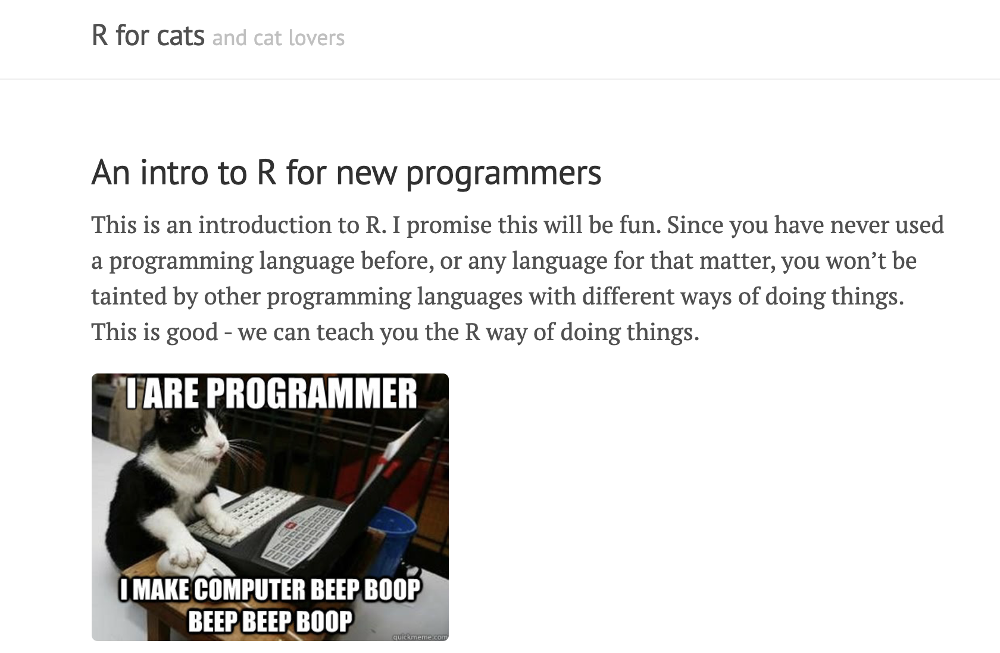 R for cats and cat lovers
An intro to R for new programmers
This is an introduction to R. I promise this will be fun. Since you have never used
a programming language before, or any language for that matter, you won’t be
tainted by other programming languages with different ways of doing things.
This is good - we can teach you the R way of doing things.
I ARE PROGRAMMER
I MAKE COMPUTER BEEP BOOP
BEEP BEEP BOOP
quickmeme.com